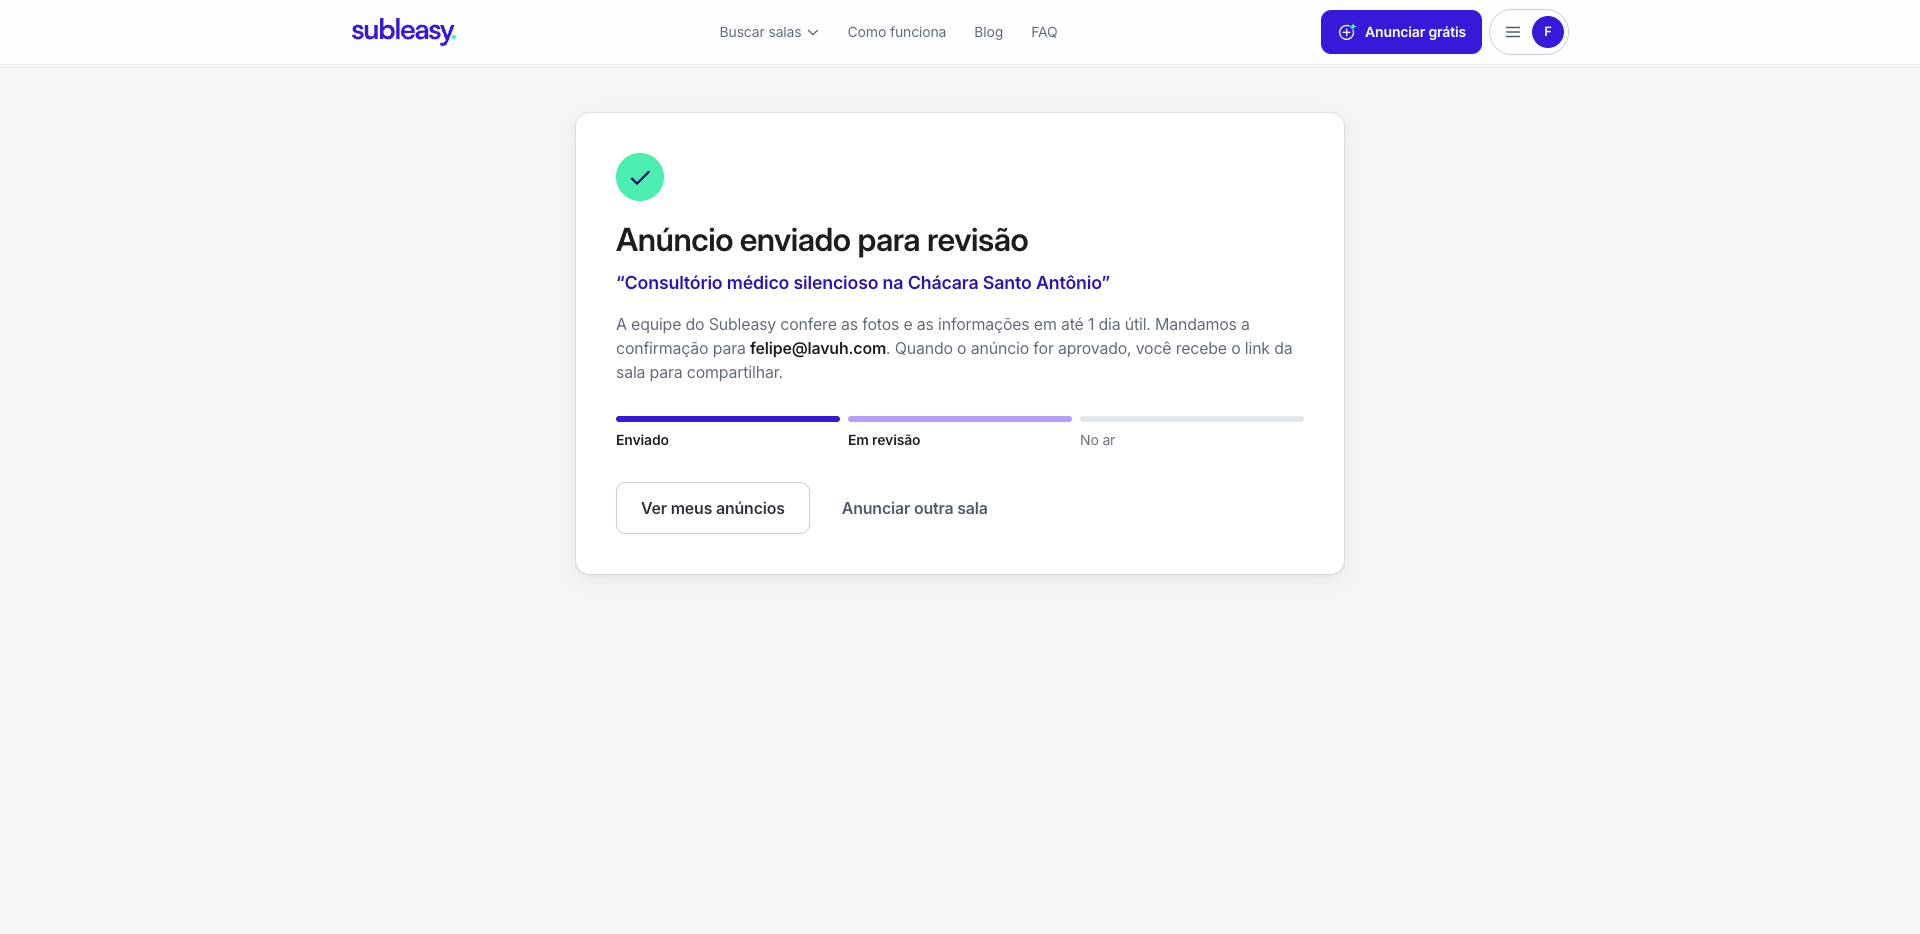 subleasy.
Buscar salas
Como funciona
Blog
FAQ
Anunciar grátis
F
Anúncio enviado para revisão
“Consultório médico silencioso na Chácara Santo Antônio”
A equipe do Subleasy confere as fotos e as informações em até 1 dia útil. Mandamos a
confirmação para felipe@lavuh.com. Quando o anúncio for aprovado, você recebe o link da
sala para compartilhar.
Enviado
Em revisão
No ar
Ver meus anúncios
Anunciar outra sala